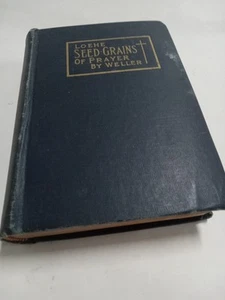 LOEHE
SEED-GRAINS
OF PRAYER
BY WELLER